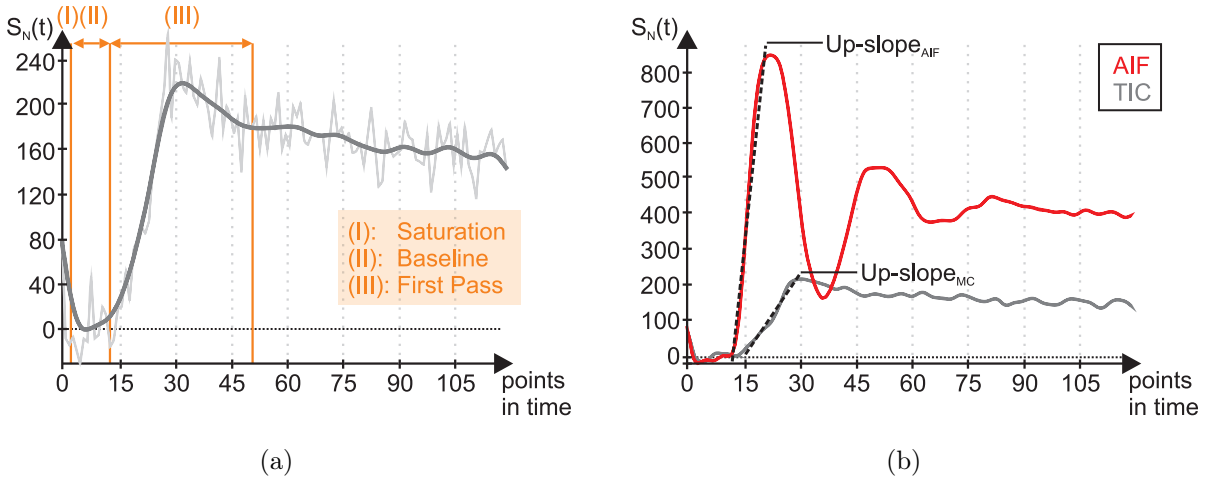 S_N(t)
(I)(II)
(III)
240
200
160
120
80
40
0
(I): Saturation
(II): Baseline
(III): First Pass
0 15 30 45 60 75 90 105
points
in time
(a)
S_N(t)
Up-slope_AIF
AIF
TIC
800
700
600
500
400
300
200
100
0
Up-slope_MC
0 15 30 45 60 75 90 105
points
in time
(b)